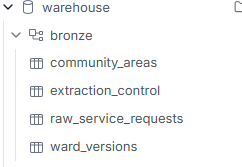 warehouse
bronze
community_areas
extraction_control
raw_service_requests
ward_versions